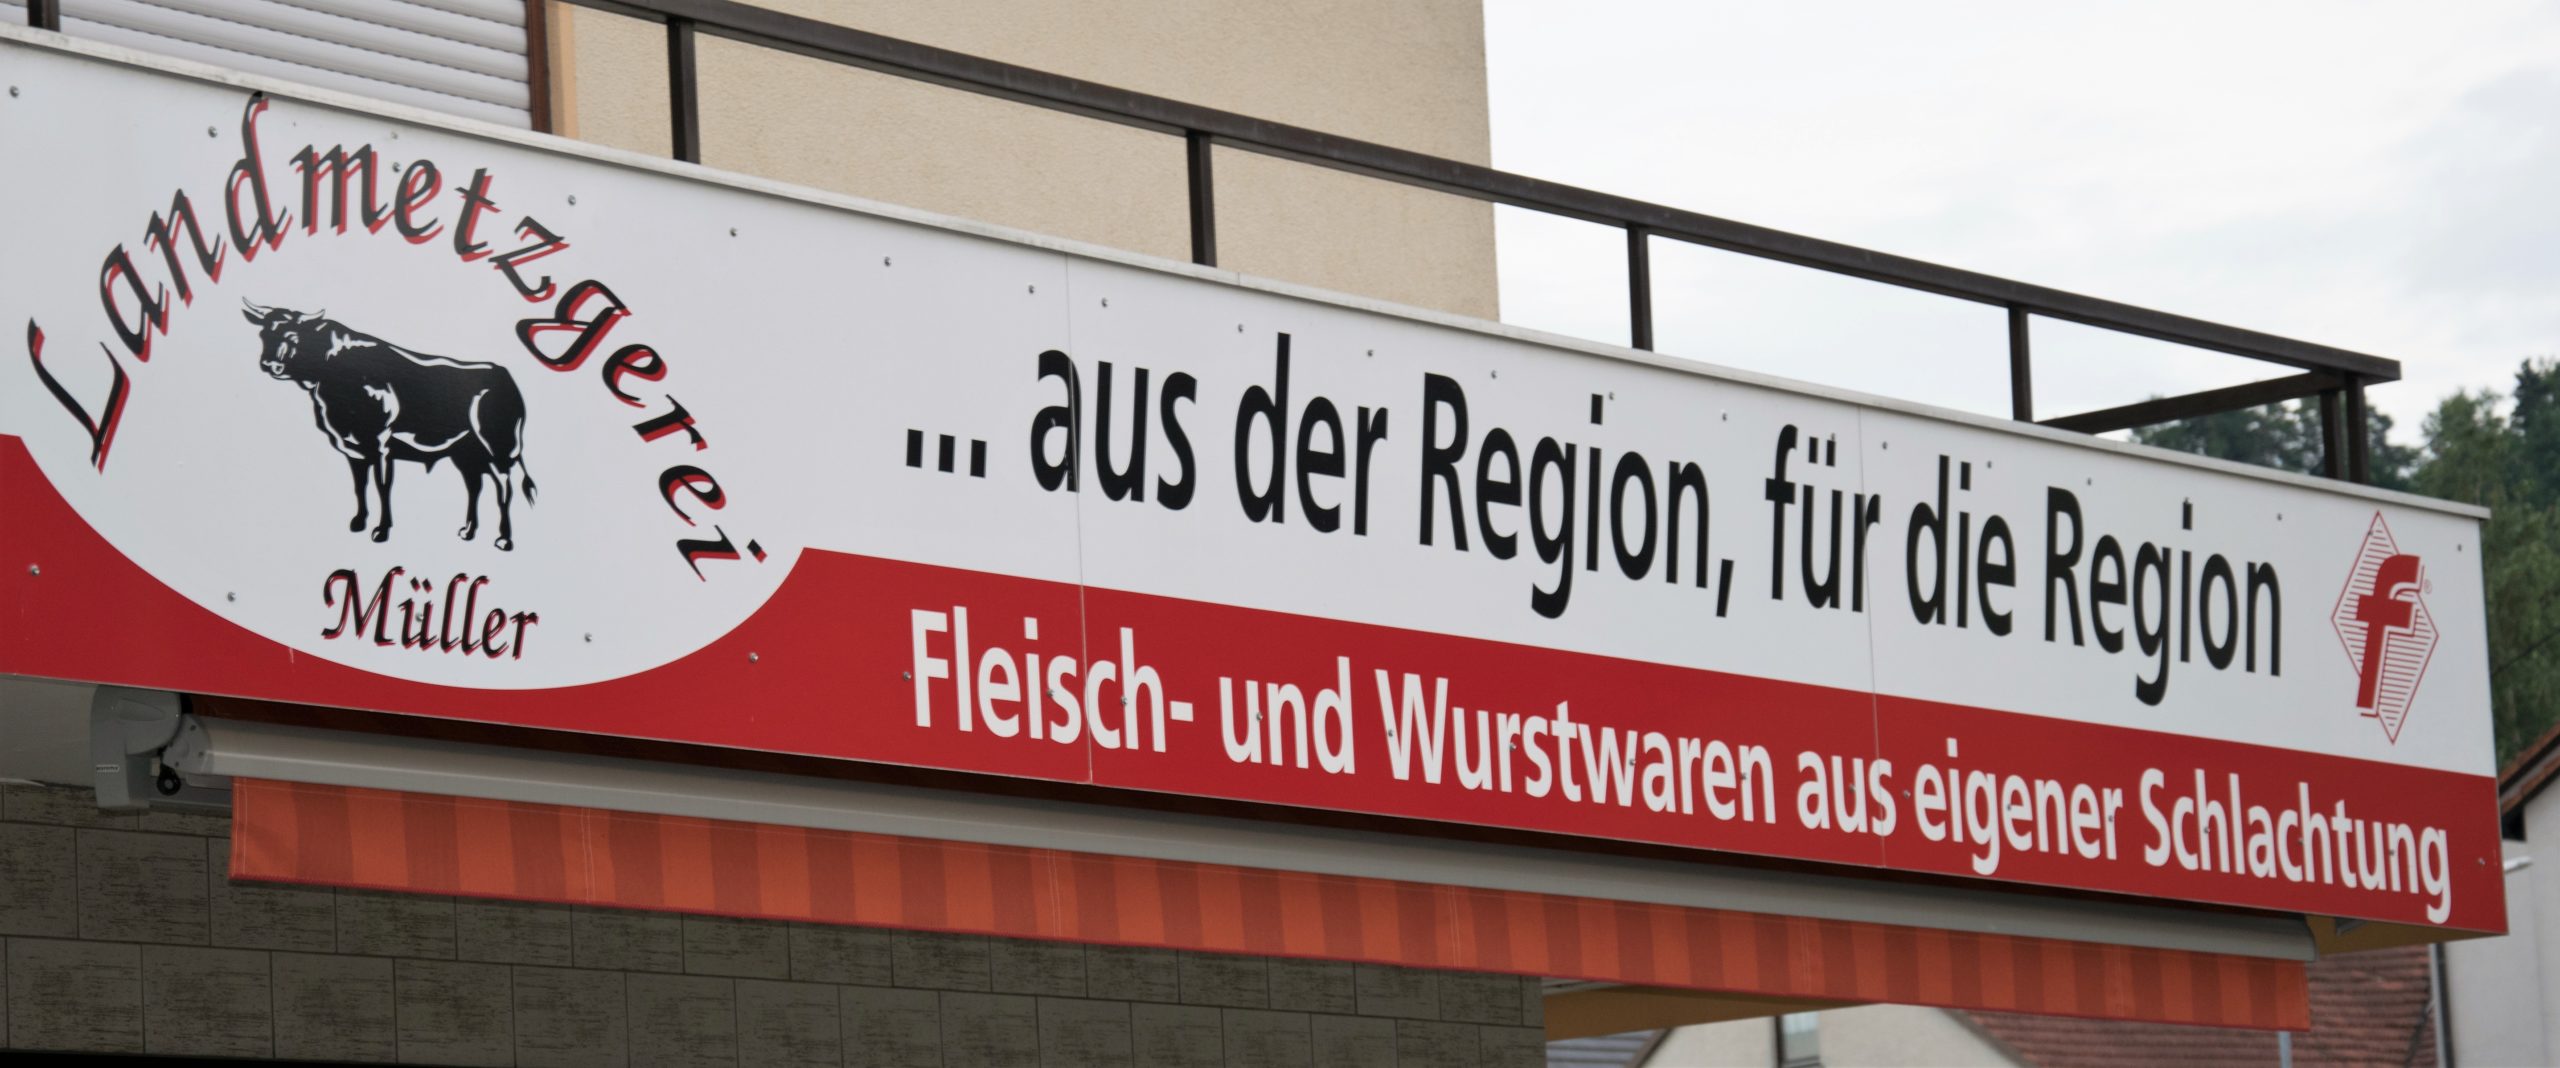 Landmetzgerei
Müller
... aus der Region, für die Region
f®
Fleisch- und Wurstwaren aus eigener Schlachtung